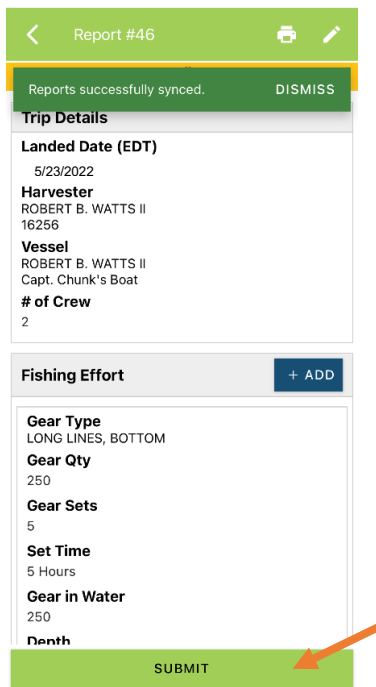 Report #46
Reports successfully synced. DISMISS
Trip Details
Landed Date (EDT)
5/23/2022
Harvester
ROBERT B. WATTS II
16256
Vessel
ROBERT B. WATTS II
Capt. Chunk's Boat
# of Crew
2
Fishing Effort + ADD
Gear Type
LONG LINES, BOTTOM
Gear Qty
250
Gear Sets
5
Set Time
5 Hours
Gear in Water
250
Depth
SUBMIT